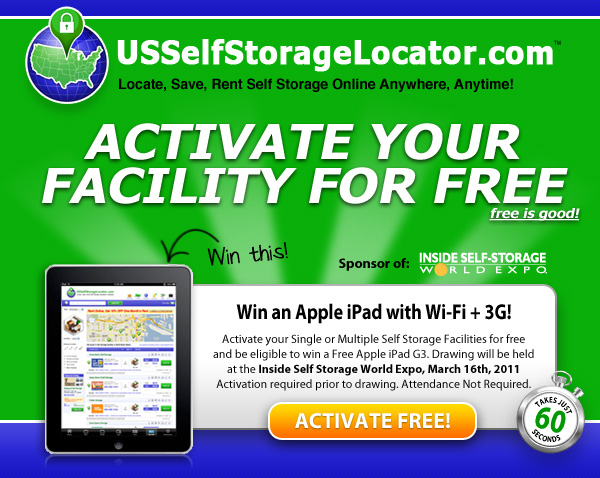 USSelfStorageLocator.com™
Locate, Save, Rent Self Storage Online Anywhere, Anytime!
ACTIVATE YOUR
FACILITY FOR FREE
free is good!
Win this!
Sponsor of: INSIDE SELF-STORAGE
WORLD EXPO
Win an Apple iPad with Wi-Fi + 3G!
Activate your Single or Multiple Self Storage Facilities for free
and be eligible to win a Free Apple iPad G3. Drawing will be held
at the Inside Self Storage World Expo, March 16th, 2011
Activation required prior to drawing. Attendance Not Required.
ACTIVATE FREE!
TAKES JUST
60
SECONDS